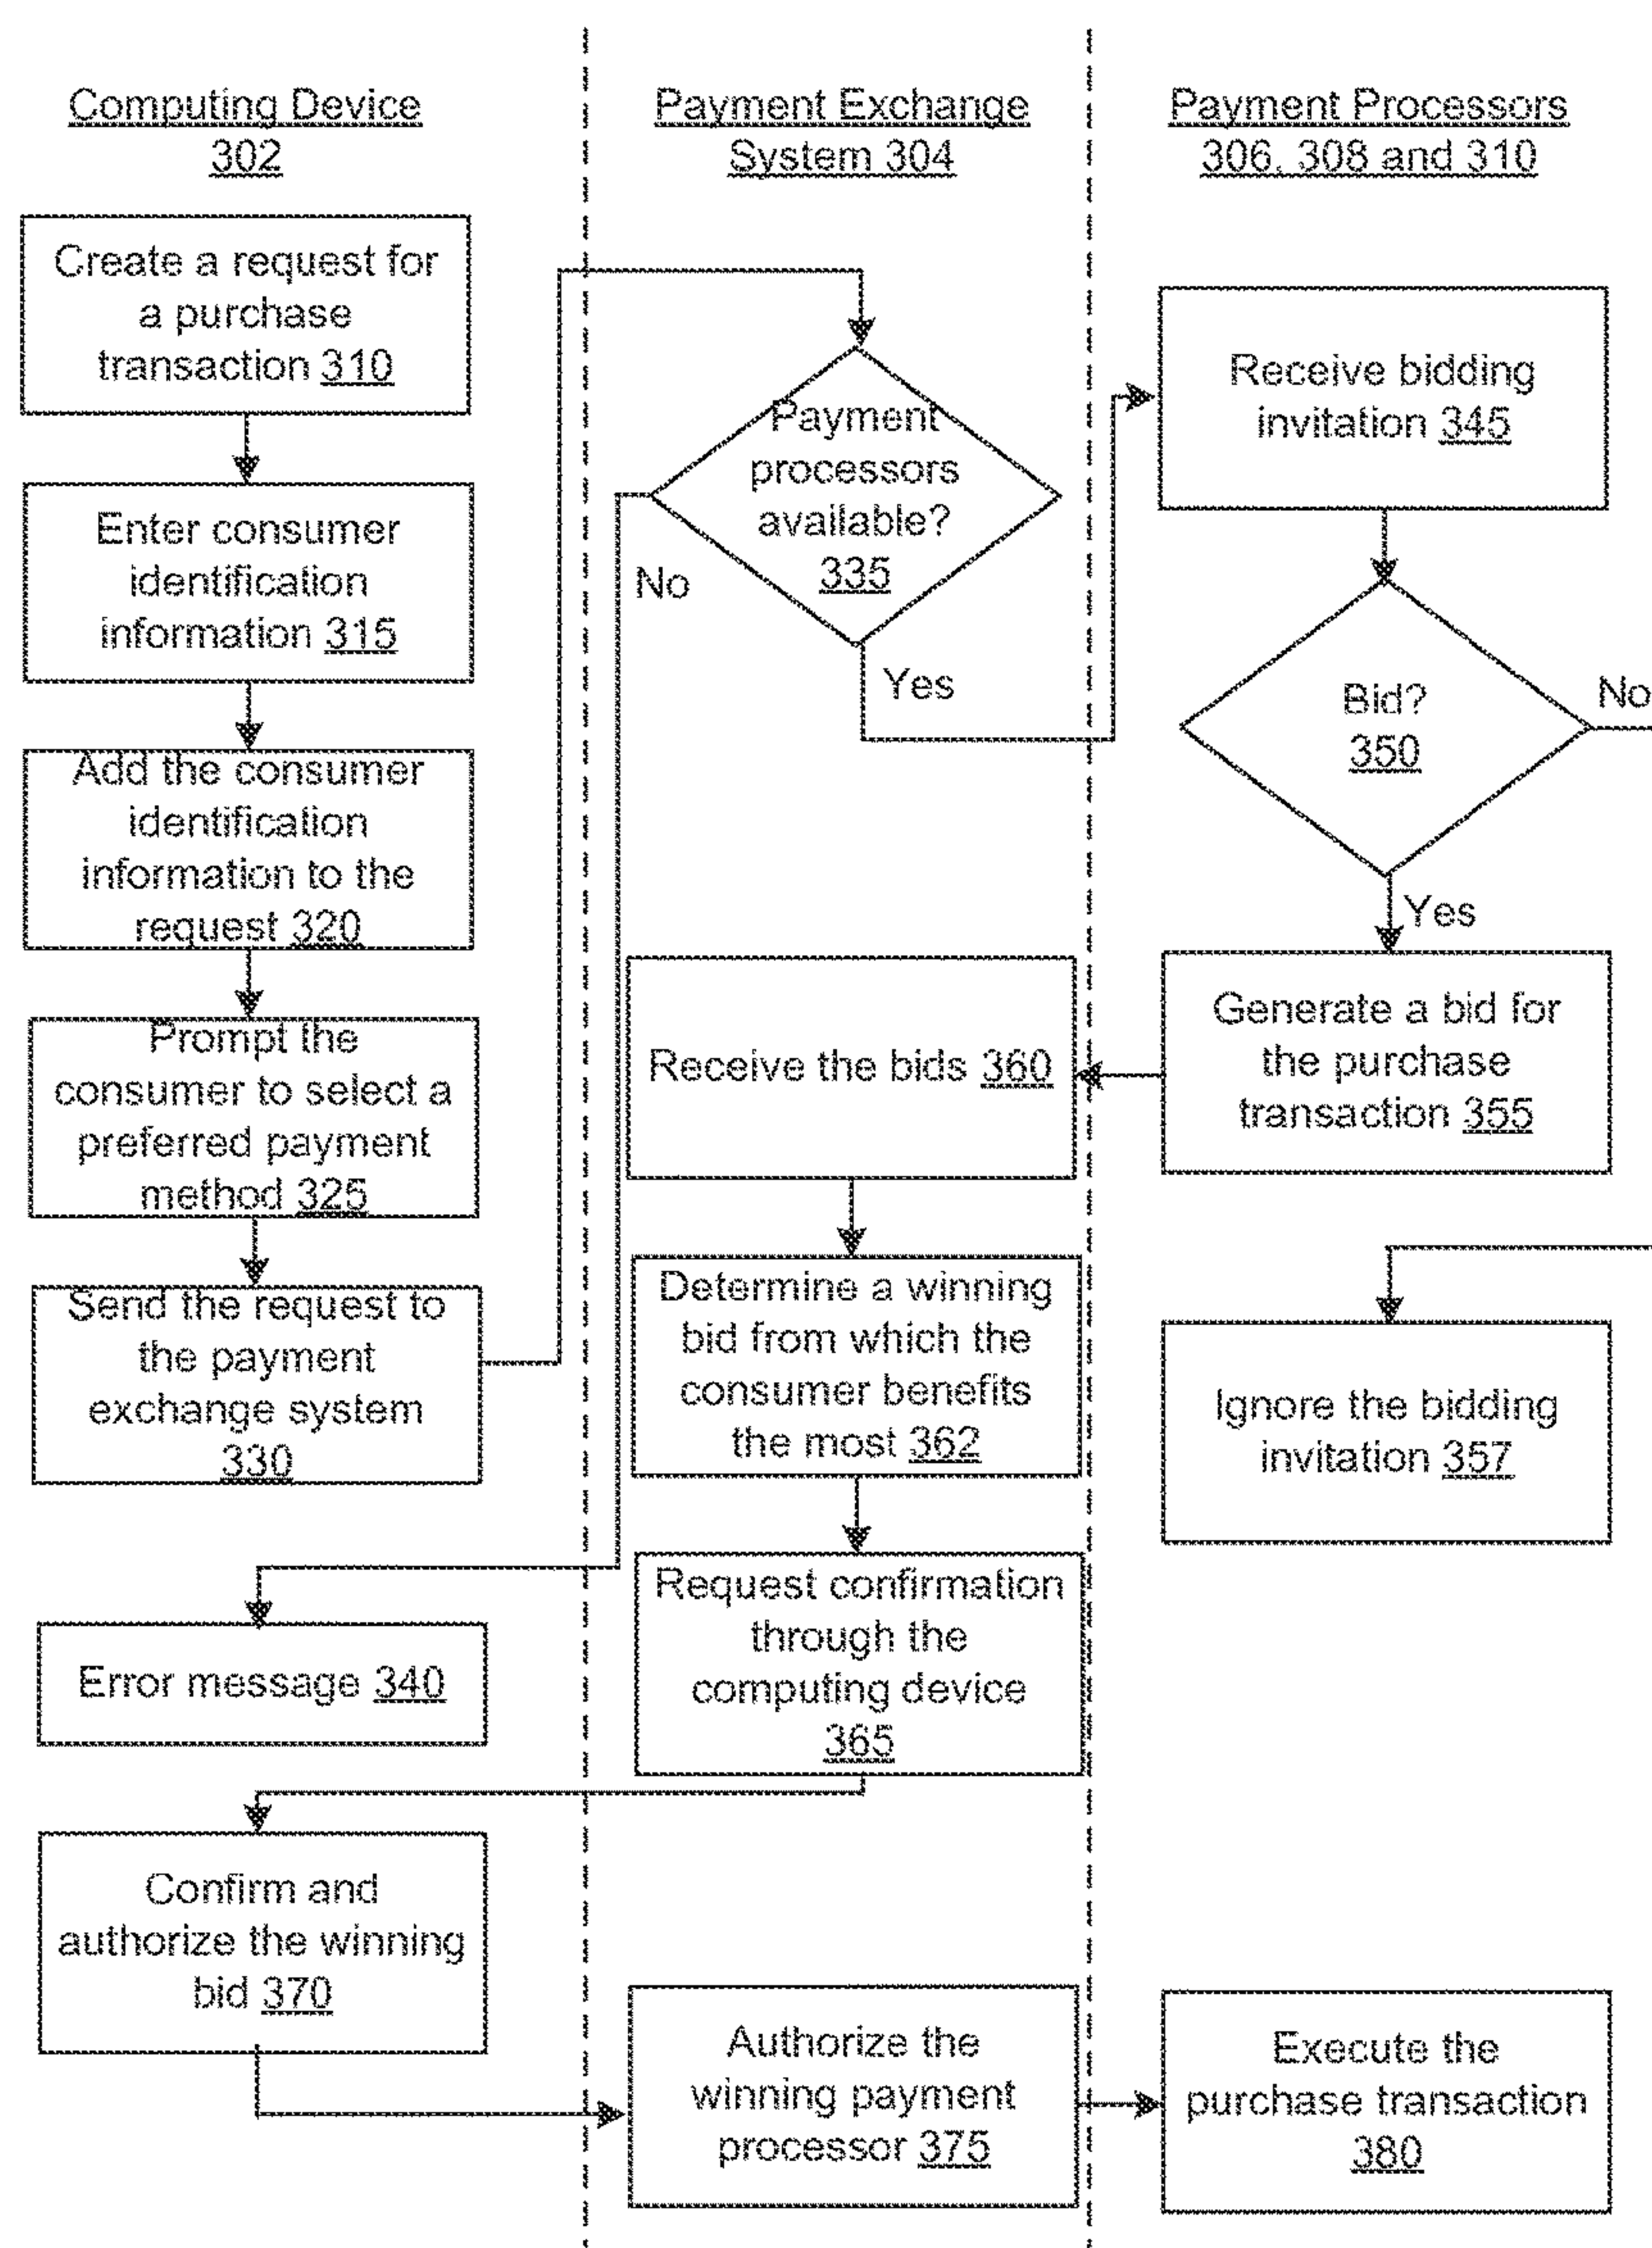 Computing Device
302
Create a request for
a purchase
transaction 310
Enter consumer
identification
information 315
Add the consumer
identification
information to the
request 320
Prompt the
consumer to select a
preferred payment
method 325
Send the request to
the payment
exchange system
330
Error message 340
Confirm and
authorize the winning
bid 370
Payment Exchange
System 304
Payment
processors
available?
335
No
Yes
Receive the bids 360
Determine a winning
bid from which the
consumer benefits
the most 362
Request confirmation
through the
computing device
365
Authorize the
winning payment
processor 375
Payment Processors
306, 308 and 310
Receive bidding
invitation 345
Bid?
350
No
Yes
Generate a bid for
the purchase
transaction 355
Ignore the bidding
invitation 357
Execute the
purchase transaction
380